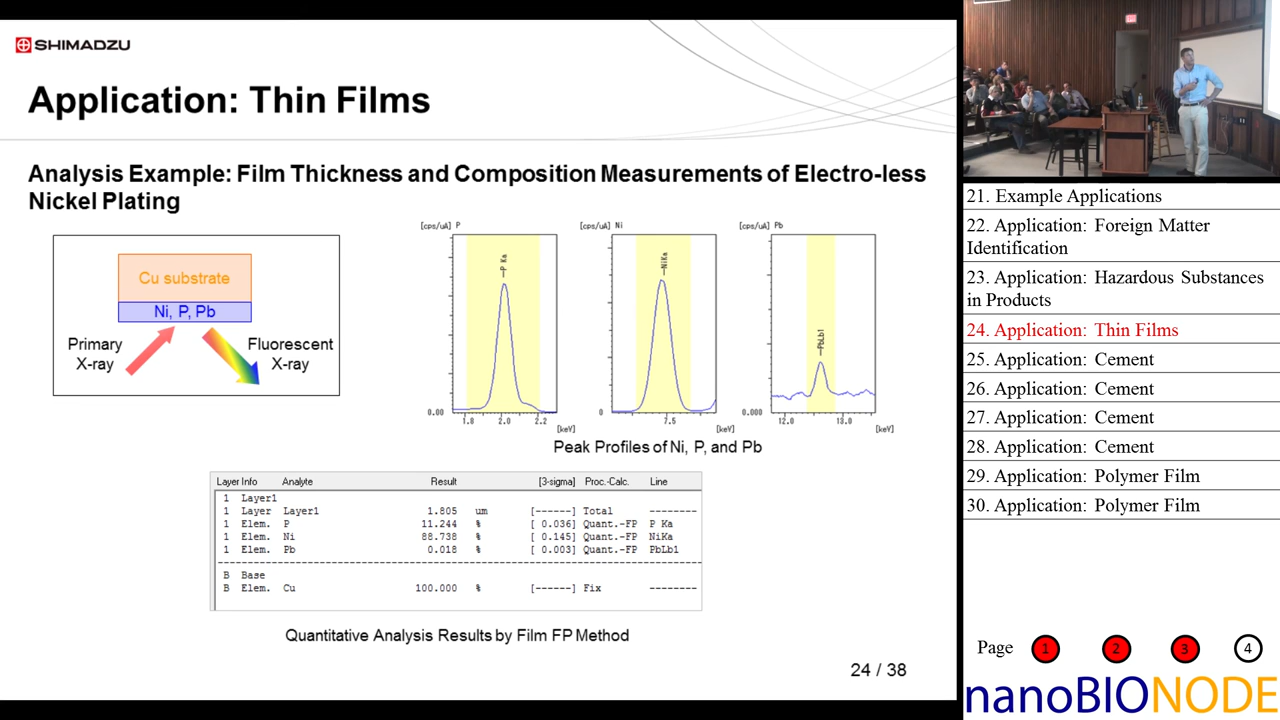 SHIMADZU
Application: Thin Films
Analysis Example: Film Thickness and Composition Measurements of Electro-less
Nickel Plating
Cu substrate
Ni, P, Pb
Primary
X-ray
Fluorescent
X-ray
[cps/uA] P
P Ka
0.00
1.8 2.0 2.2
[keV]
[cps/uA] Ni
NiKa
0
7.5
[keV]
[cps/uA] Pb
PbLb1
0.000
12.0 13.0
[keV]
Peak Profiles of Ni, P, and Pb
Layer Info Analyte Result [3-sigma] Proc.-Calc. Line
1 Layer1
1 Layer Layer1 1.805 um [------] Total --------
1 Elem. P 11.244 % [ 0.036] Quant.-FP P Ka
1 Elem. Ni 88.738 % [ 0.145] Quant.-FP NiKa
1 Elem. Pb 0.018 % [ 0.003] Quant.-FP PbLb1
B Base
B Elem. Cu 100.000 % [------] Fix --------
Quantitative Analysis Results by Film FP Method
24 / 38
21. Example Applications
22. Application: Foreign Matter
Identification
23. Application: Hazardous Substances
in Products
24. Application: Thin Films
25. Application: Cement
26. Application: Cement
27. Application: Cement
28. Application: Cement
29. Application: Polymer Film
30. Application: Polymer Film
Page 1 2 3 4
nanoBIONODE